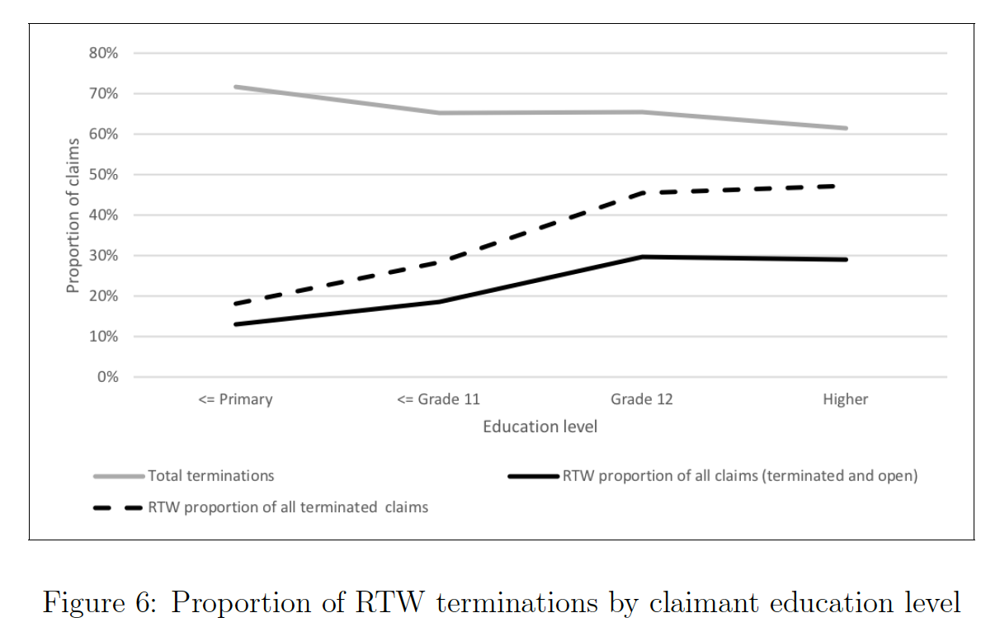 80%
70%
60%
50%
40%
30%
20%
10%
0%
Proportion of claims
<= Primary
<= Grade 11
Grade 12
Higher
Education level
Total terminations
RTW proportion of all claims (terminated and open)
RTW proportion of all terminated claims
Figure 6: Proportion of RTW terminations by claimant education level